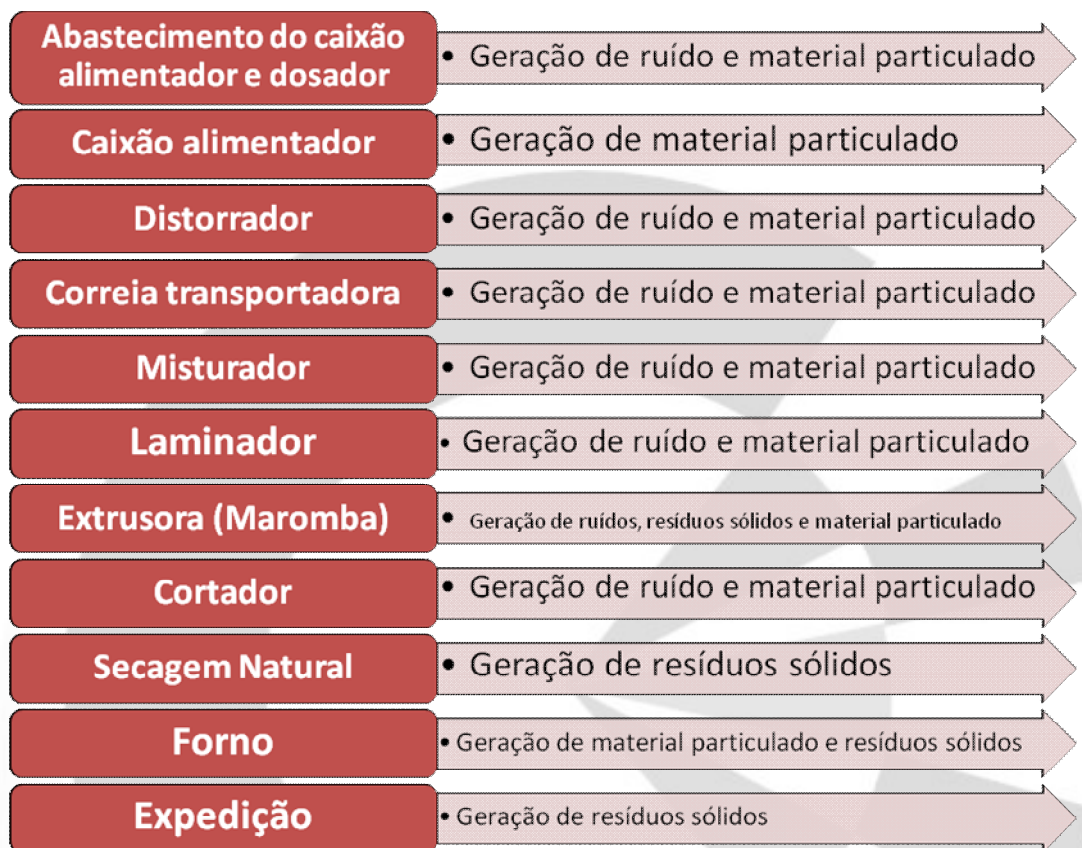 Abastecimento do caixão
alimentador e dosador
• Geração de ruído e material particulado
Caixão alimentador
• Geração de material particulado
Distorrador
• Geração de ruído e material particulado
Correia transportadora
• Geração de ruído e material particulado
Misturador
• Geração de ruído e material particulado
Laminador
• Geração de ruído e material particulado
Extrusora (Maromba)
• Geração de ruídos, resíduos sólidos e material particulado
Cortador
• Geração de ruído e material particulado
Secagem Natural
• Geração de resíduos sólidos
Forno
• Geração de material particulado e resíduos sólidos
Expedição
• Geração de resíduos sólidos